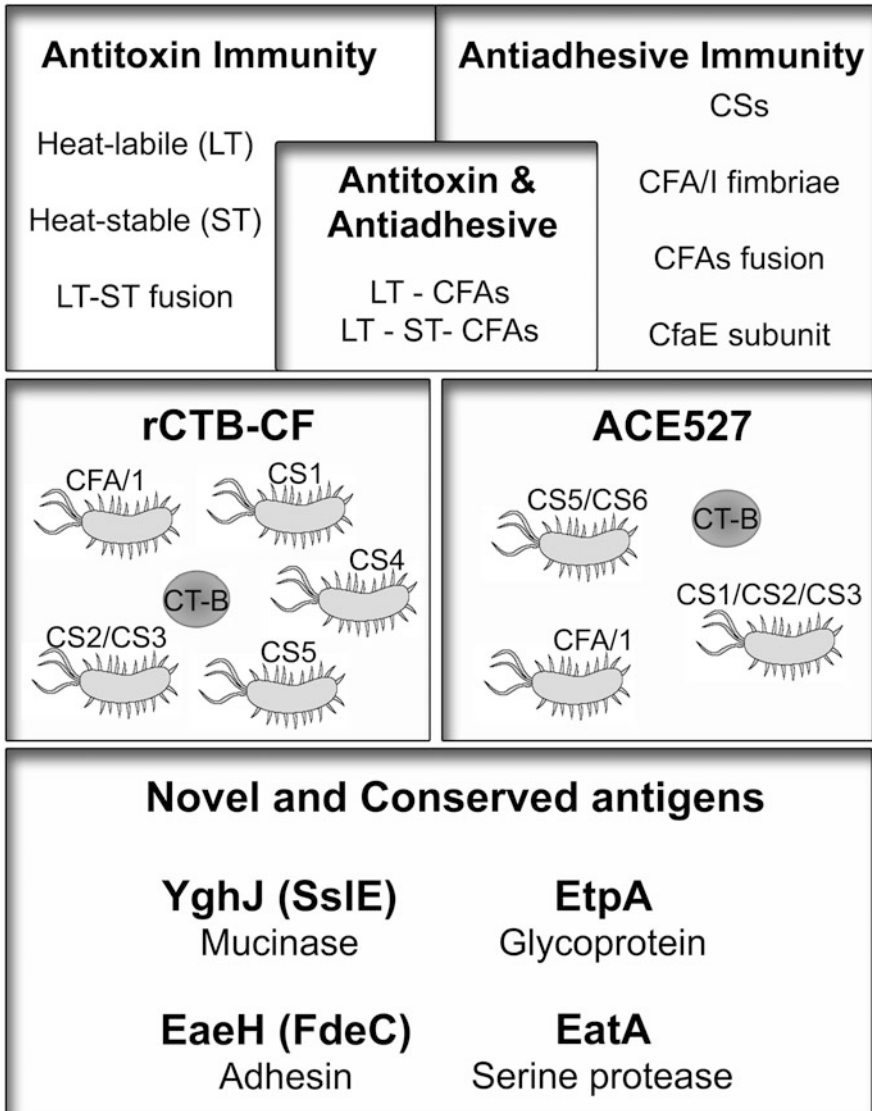 Antitoxin Immunity
Heat-labile (LT)
Heat-stable (ST)
LT-ST fusion
Antitoxin &
Antiadhesive
LT - CFAs
LT - ST- CFAs
Antiadhesive Immunity
CSs
CFA/I fimbriae
CFAs fusion
CfaE subunit
rCTB-CF
CFA/1
CS1
CS4
CT-B
CS2/CS3
CS5
ACE527
CS5/CS6
CT-B
CS1/CS2/CS3
CFA/1
Novel and Conserved antigens
YghJ (SslE)
Mucinase
EtpA
Glycoprotein
EaeH (FdeC)
Adhesin
EatA
Serine protease